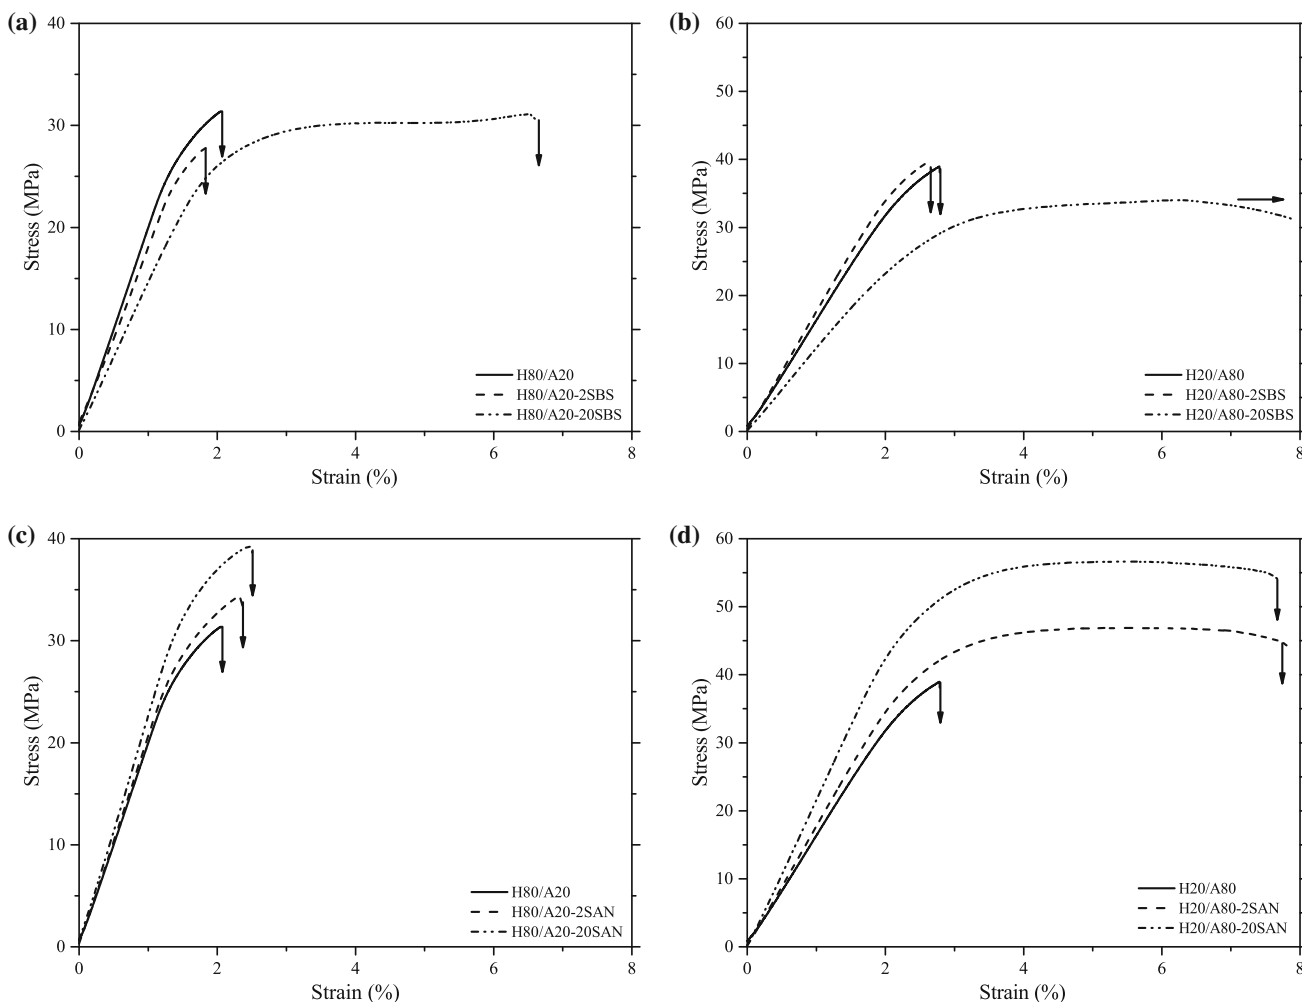 (a)
40
30
20
10
0
Stress (MPa)
H80/A20
H80/A20-2SBS
H80/A20-20SBS
0 2 4 6 8
Strain (%)
(b)
60
50
40
30
20
10
0
Stress (MPa)
H20/A80
H20/A80-2SBS
H20/A80-20SBS
0 2 4 6 8
Strain (%)
(c)
40
30
20
10
0
Stress (MPa)
H80/A20
H80/A20-2SAN
H80/A20-20SAN
0 2 4 6 8
Strain (%)
(d)
60
50
40
30
20
10
0
Stress (MPa)
H20/A80
H20/A80-2SAN
H20/A80-20SAN
0 2 4 6 8
Strain (%)